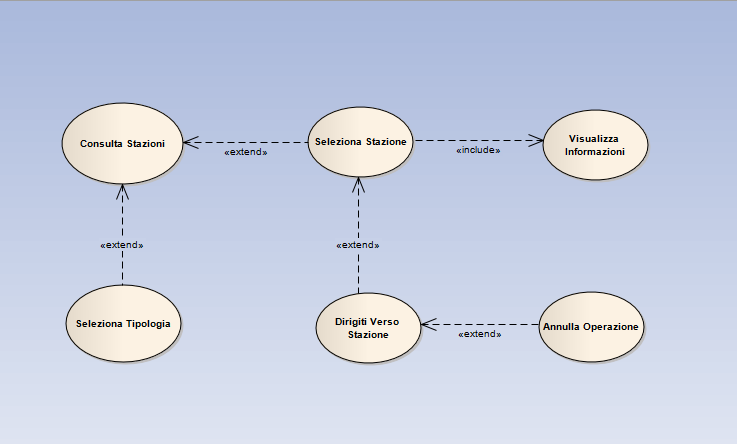 Consulta Stazioni
«extend»
Seleziona Stazione
«include»
Visualizza
Informazioni
«extend»
«extend»
Seleziona Tipologia
Dirigiti Verso
Stazione
«extend»
Annulla Operazione